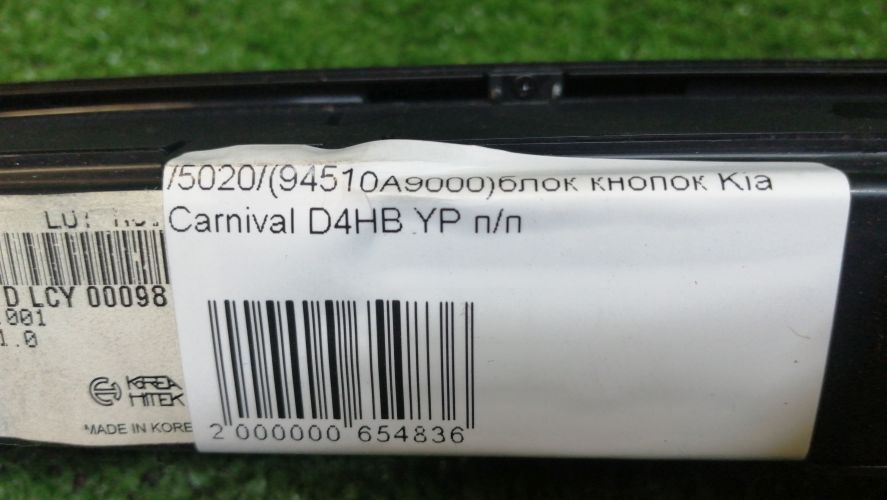 /5020/(94510A9000)блок кнопок Kia
Carnival D4HB YP п/п
2 000000 654836
D LCY 00098
.001
1.0
KOREA
HITEK
MADE IN KORE